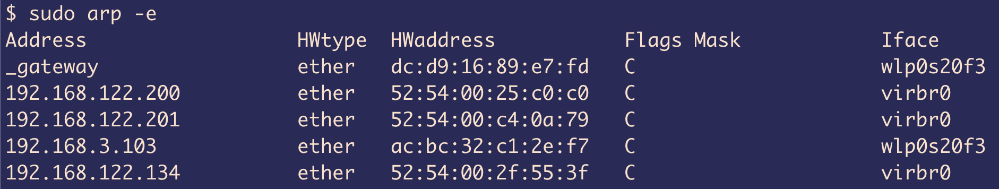 $ sudo arp -e
Address                  HWtype  HWaddress           Flags Mask            Iface
_gateway                 ether   dc:d9:16:89:e7:fd   C                     wlp0s20f3
192.168.122.200          ether   52:54:00:25:c0:c0   C                     virbr0
192.168.122.201          ether   52:54:00:c4:0a:79   C                     virbr0
192.168.3.103            ether   ac:bc:32:c1:2e:f7   C                     wlp0s20f3
192.168.122.134          ether   52:54:00:2f:55:3f   C                     virbr0